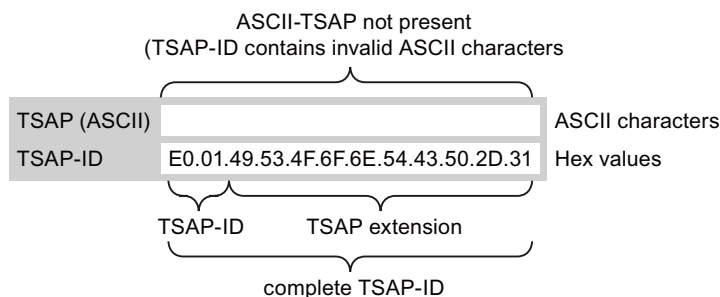 ASCII-TSAP not present
(TSAP-ID contains invalid ASCII characters
TSAP (ASCII) ASCII characters
TSAP-ID E0.01.49.53.4F.6F.6E.54.43.50.2D.31 Hex values
TSAP-ID TSAP extension
complete TSAP-ID